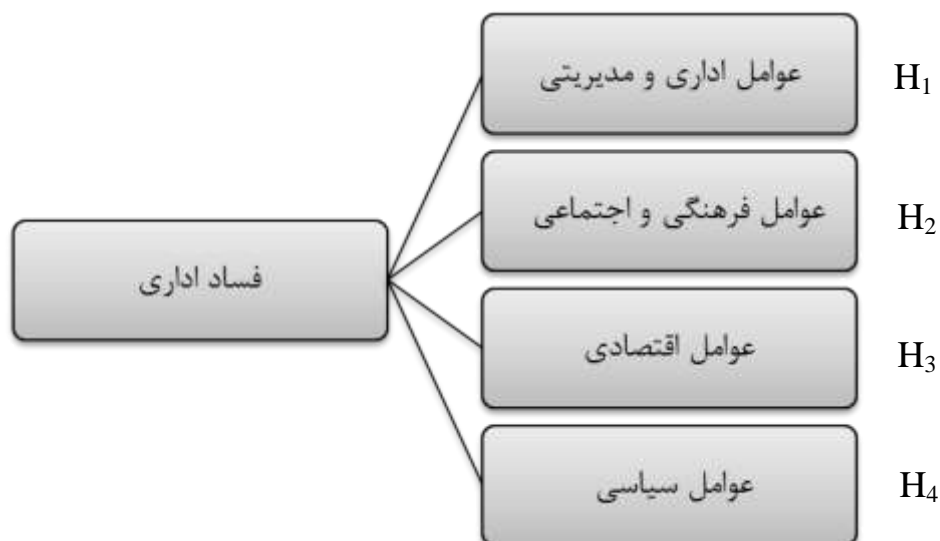 عوامل اداری و مدیریتی
H₁
عوامل فرهنگی و اجتماعی
H₂
فساد اداری
عوامل اقتصادی
H₃
عوامل سیاسی
H₄